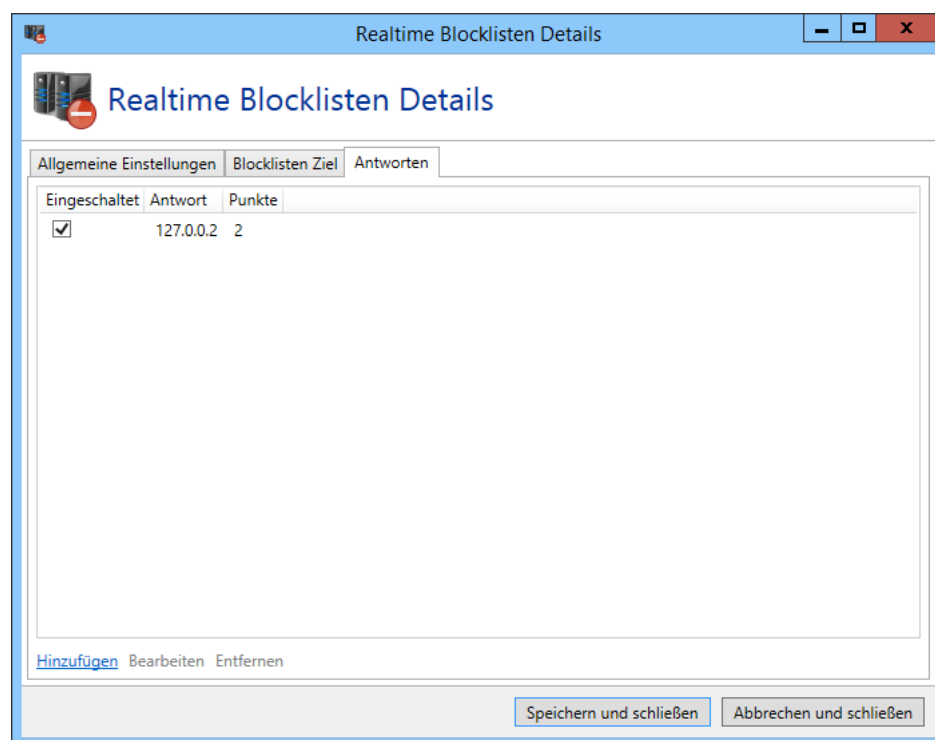 Realtime Blocklisten Details
Realtime Blocklisten Details
Allgemeine Einstellungen Blocklisten Ziel Antworten
Eingeschaltet Antwort Punkte
127.0.0.2 2
Hinzufügen Bearbeiten Entfernen
Speichern und schließen Abbrechen und schließen